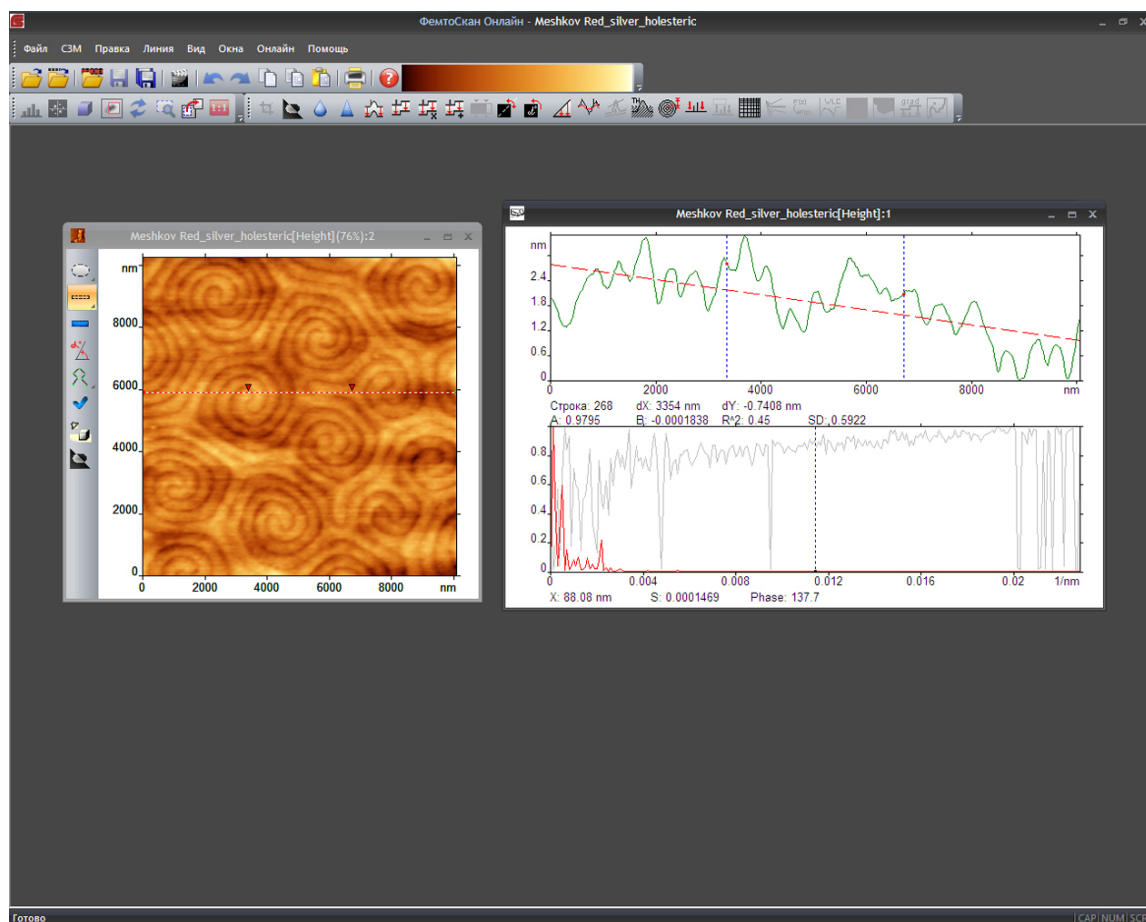 ФемтоСкан Онлайн - Meshkov Red_silver_holesteric
Файл СЗМ Правка Линия Вид Окна Онлайн Помощь
Meshkov Red_silver_holesteric[Height](76%):2
nm
8000
6000
4000
2000
0
0 2000 4000 6000 8000 nm
Meshkov Red_silver_holesteric[Height]:1
nm
2.4
1.8
1.2
0.6
0
0 2000 4000 6000 8000 nm
Строка: 268 dX: 3354 nm dY: -0.7408 nm
A: 0.9795 B: -0.0001838 R^2: 0.45 SD: 0.5922
0.8
0.6
0.4
0.2
0
0 0.004 0.008 0.012 0.016 0.02 1/nm
X: 88.08 nm S: 0.0001469 Phase: 137.7
Готово
CAP NUM SCR